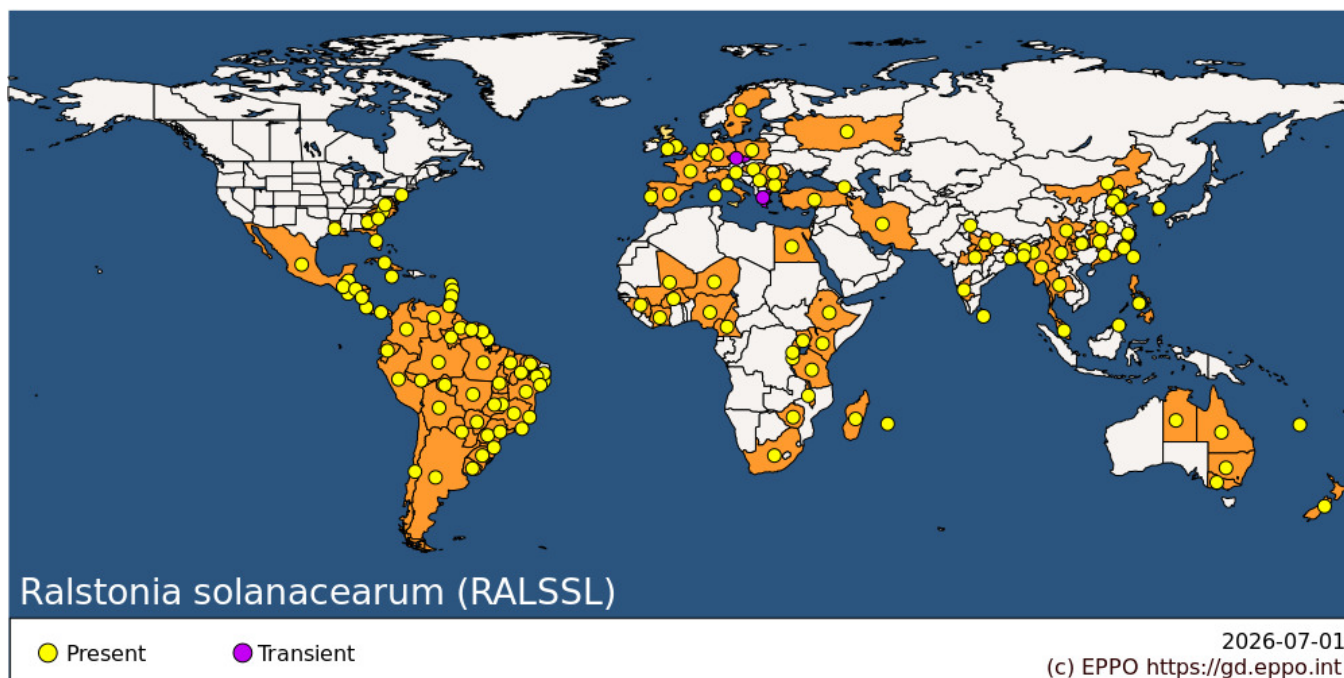 Ralstonia solanacearum (RALSSL)
Present
Transient
2026-07-01
(c) EPPO https://gd.eppo.int